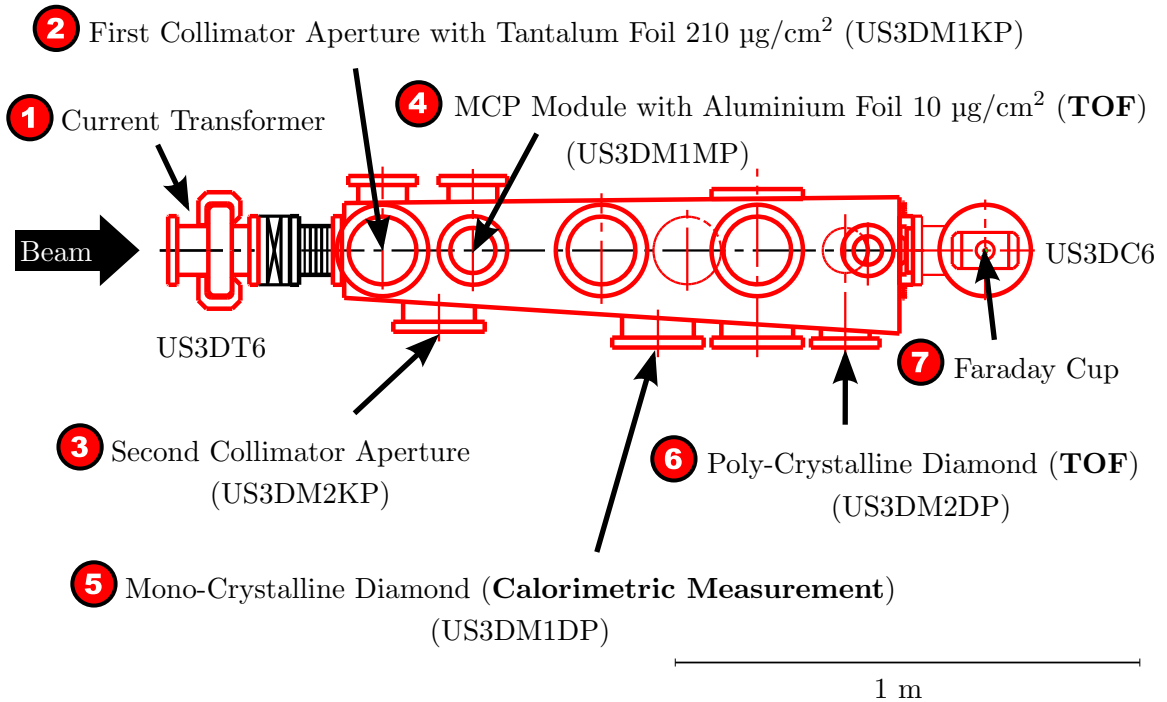 2 First Collimator Aperture with Tantalum Foil 210 µg/cm² (US3DM1KP)
1 Current Transformer
4 MCP Module with Aluminium Foil 10 µg/cm² (TOF)
(US3DM1MP)
Beam
US3DC6
US3DT6
7 Faraday Cup
3 Second Collimator Aperture
(US3DM2KP)
6 Poly-Crystalline Diamond (TOF)
(US3DM2DP)
5 Mono-Crystalline Diamond (Calorimetric Measurement)
(US3DM1DP)
1 m